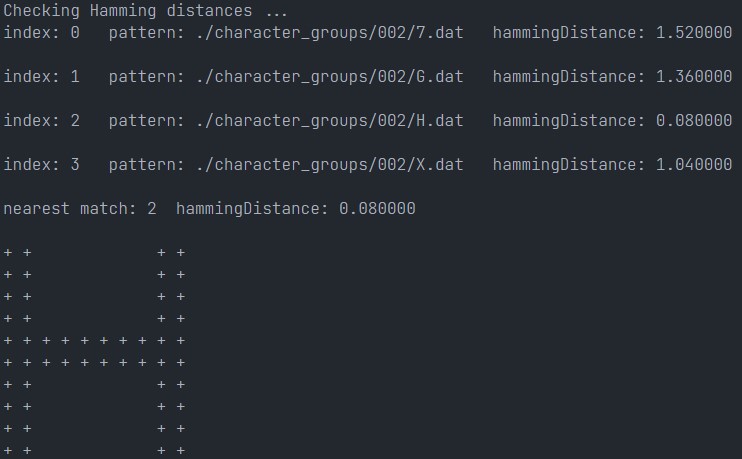 Checking Hamming distances ...
index: 0   pattern: ./character_groups/002/7.dat   hammingDistance: 1.520000
index: 1   pattern: ./character_groups/002/G.dat   hammingDistance: 1.360000
index: 2   pattern: ./character_groups/002/H.dat   hammingDistance: 0.080000
index: 3   pattern: ./character_groups/002/X.dat   hammingDistance: 1.040000
nearest match: 2  hammingDistance: 0.080000
+ +             + +
+ +             + +
+ +             + +
+ +             + +
+ + + + + + + + + +
+ + + + + + + + + +
+ +             + +
+ +             + +
+ +             + +
+ +             + +